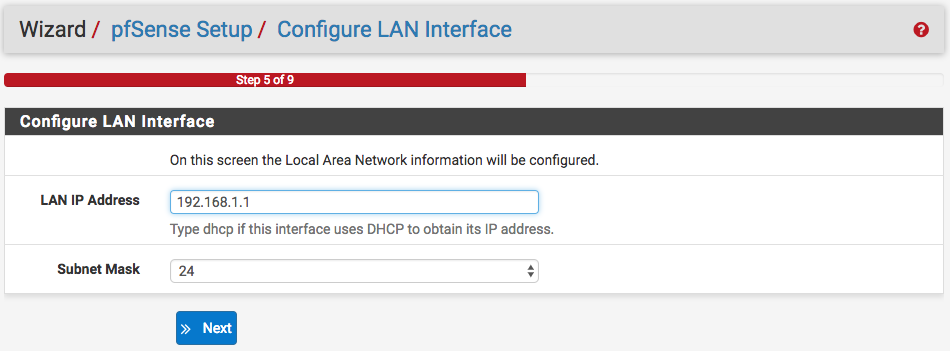 Wizard / pfSense Setup / Configure LAN Interface
Step 5 of 9
Configure LAN Interface
On this screen the Local Area Network information will be configured.
LAN IP Address 192.168.1.1
Type dhcp if this interface uses DHCP to obtain its IP address.
Subnet Mask 24
» Next